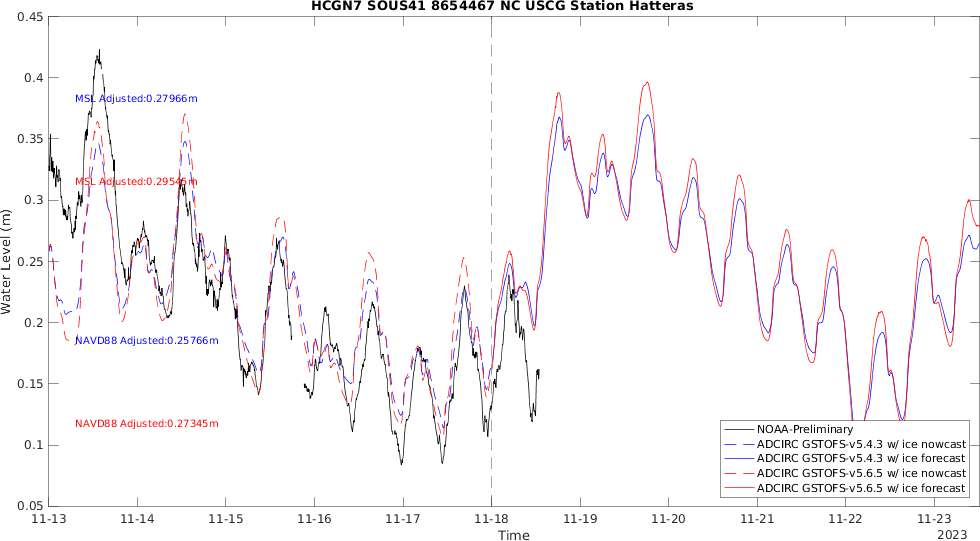 HCGN7 SOUS41 8654467 NC USCG Station Hatteras
0.45
0.4
0.35
0.3
0.25
0.2
0.15
0.1
0.05
Water Level (m)
MSL Adjusted:0.27966m
MSL Adjusted:0.29545m
NAVD88 Adjusted:0.25766m
NAVD88 Adjusted:0.27345m
NOAA-Preliminary
ADCIRC GSTOFS-v5.4.3 w/ ice nowcast
ADCIRC GSTOFS-v5.4.3 w/ ice forecast
ADCIRC GSTOFS-v5.6.5 w/ ice nowcast
ADCIRC GSTOFS-v5.6.5 w/ ice forecast
11-13 11-14 11-15 11-16 11-17 11-18 11-19 11-20 11-21 11-22 11-23
Time
2023